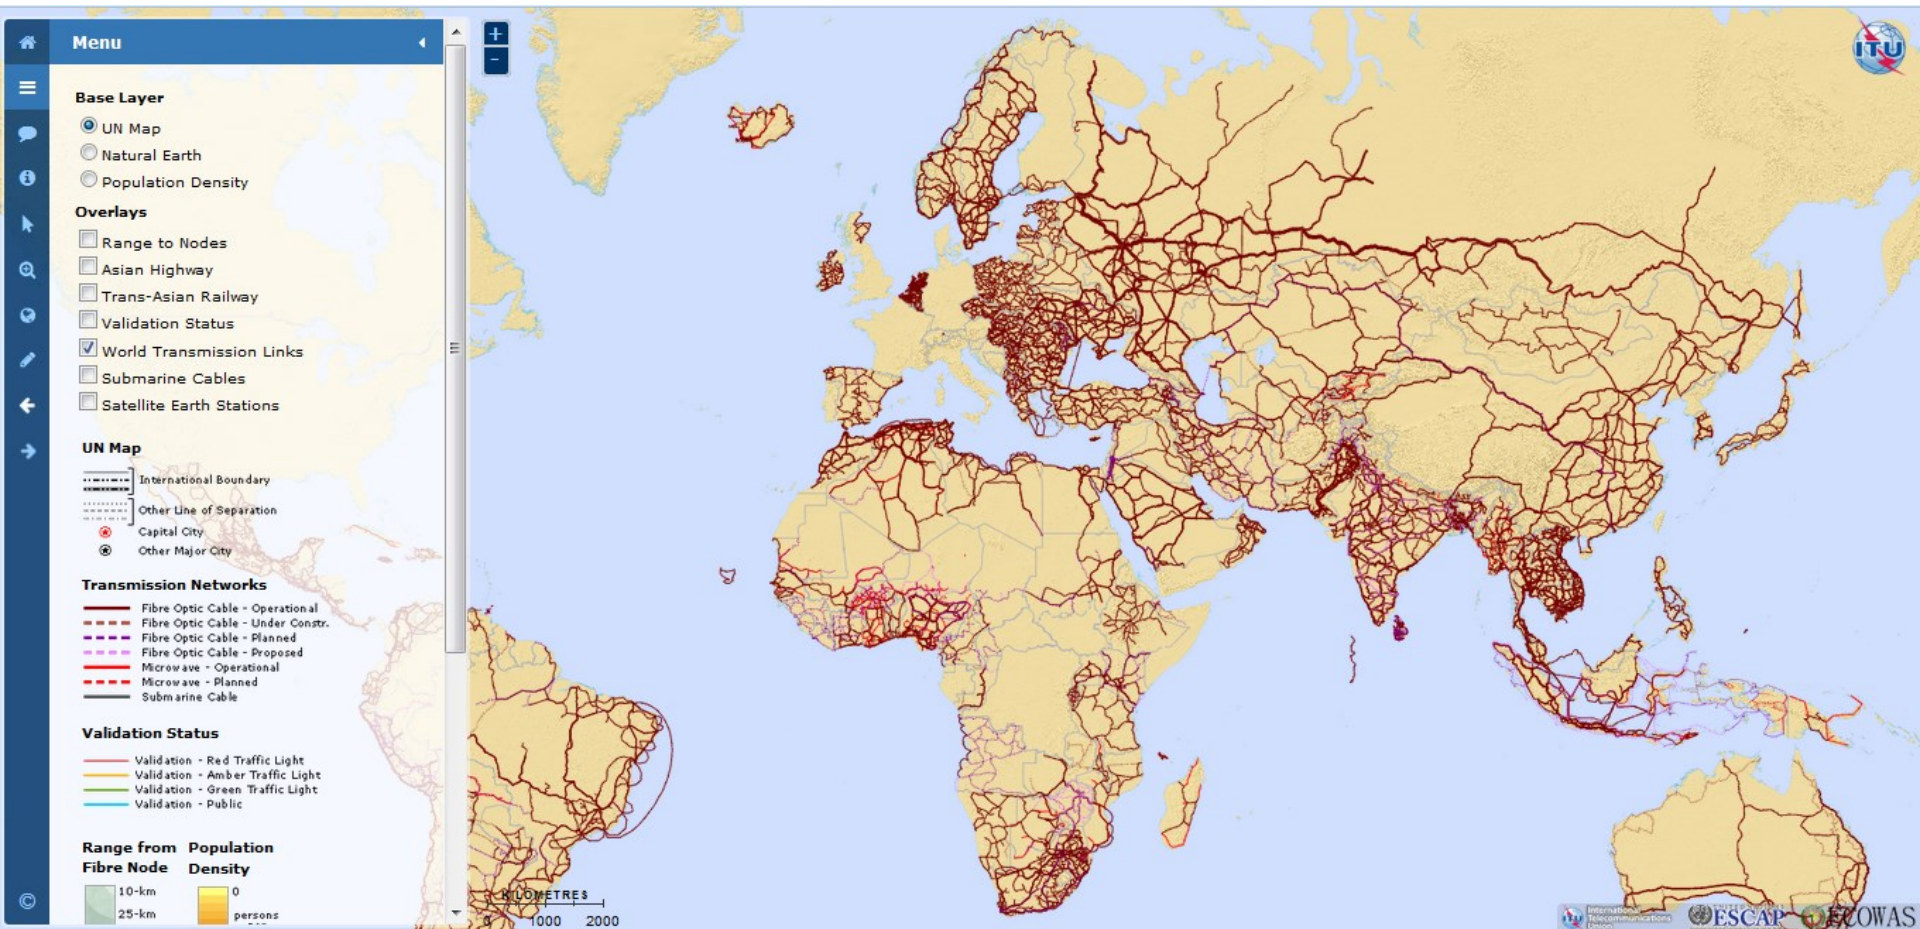 Menu
+
-
ITU
Base Layer
UN Map
Natural Earth
Population Density
Overlays
Range to Nodes
Asian Highway
Trans-Asian Railway
Validation Status
World Transmission Links
Submarine Cables
Satellite Earth Stations
UN Map
International Boundary
Other Line of Separation
Capital City
Other Major City
Transmission Networks
Fibre Optic Cable - Operational
Fibre Optic Cable - Under Constr.
Fibre Optic Cable - Planned
Fibre Optic Cable - Proposed
Microwave - Operational
Microwave - Planned
Submarine Cable
Validation Status
Validation - Red Traffic Light
Validation - Amber Traffic Light
Validation - Green Traffic Light
Validation - Public
Range from Fibre Node
Population Density
10-km
0
25-km
persons
©
KILOMETRES
0 1000 2000
International
Telecommunications
Union
ESCAP
ECOWAS